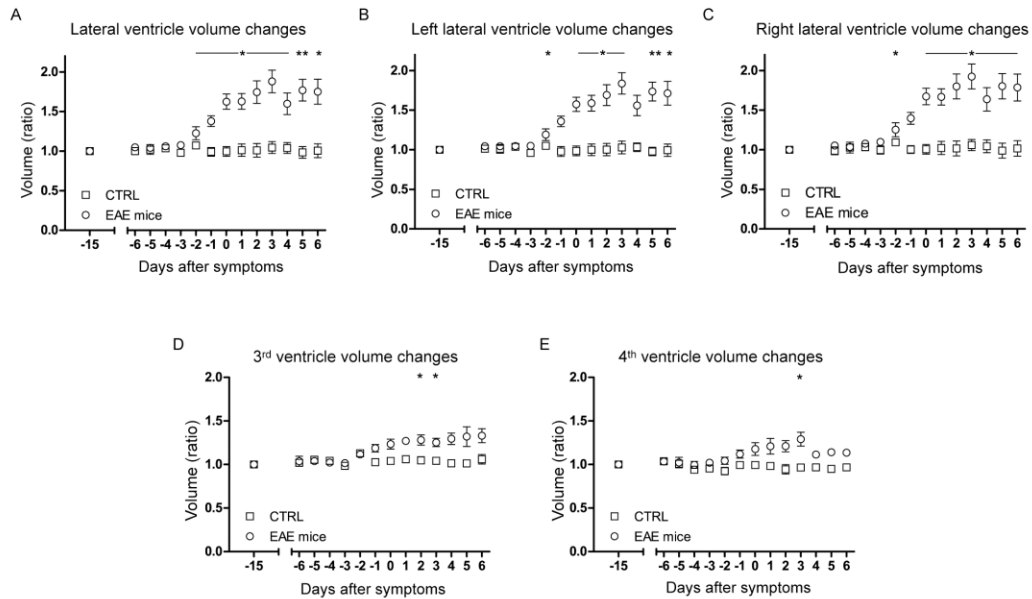 A
Lateral ventricle volume changes
* ** *
2.0
1.5
1.0
0.5
0.0
Volume (ratio)
CTRL
EAE mice
-15 -6 -5 -4 -3 -2 -1 0 1 2 3 4 5 6
Days after symptoms
B
Left lateral ventricle volume changes
* * ** *
2.0
1.5
1.0
0.5
0.0
Volume (ratio)
CTRL
EAE mice
-15 -6 -5 -4 -3 -2 -1 0 1 2 3 4 5 6
Days after symptoms
C
Right lateral ventricle volume changes
* *
2.0
1.5
1.0
0.5
0.0
Volume (ratio)
CTRL
EAE mice
-15 -6 -5 -4 -3 -2 -1 0 1 2 3 4 5 6
Days after symptoms
D
3rd ventricle volume changes
* *
2.0
1.5
1.0
0.5
0.0
Volume (ratio)
CTRL
EAE mice
-15 -6 -5 -4 -3 -2 -1 0 1 2 3 4 5 6
Days after symptoms
E
4th ventricle volume changes
*
2.0
1.5
1.0
0.5
0.0
Volume (ratio)
CTRL
EAE mice
-15 -6 -5 -4 -3 -2 -1 0 1 2 3 4 5 6
Days after symptoms